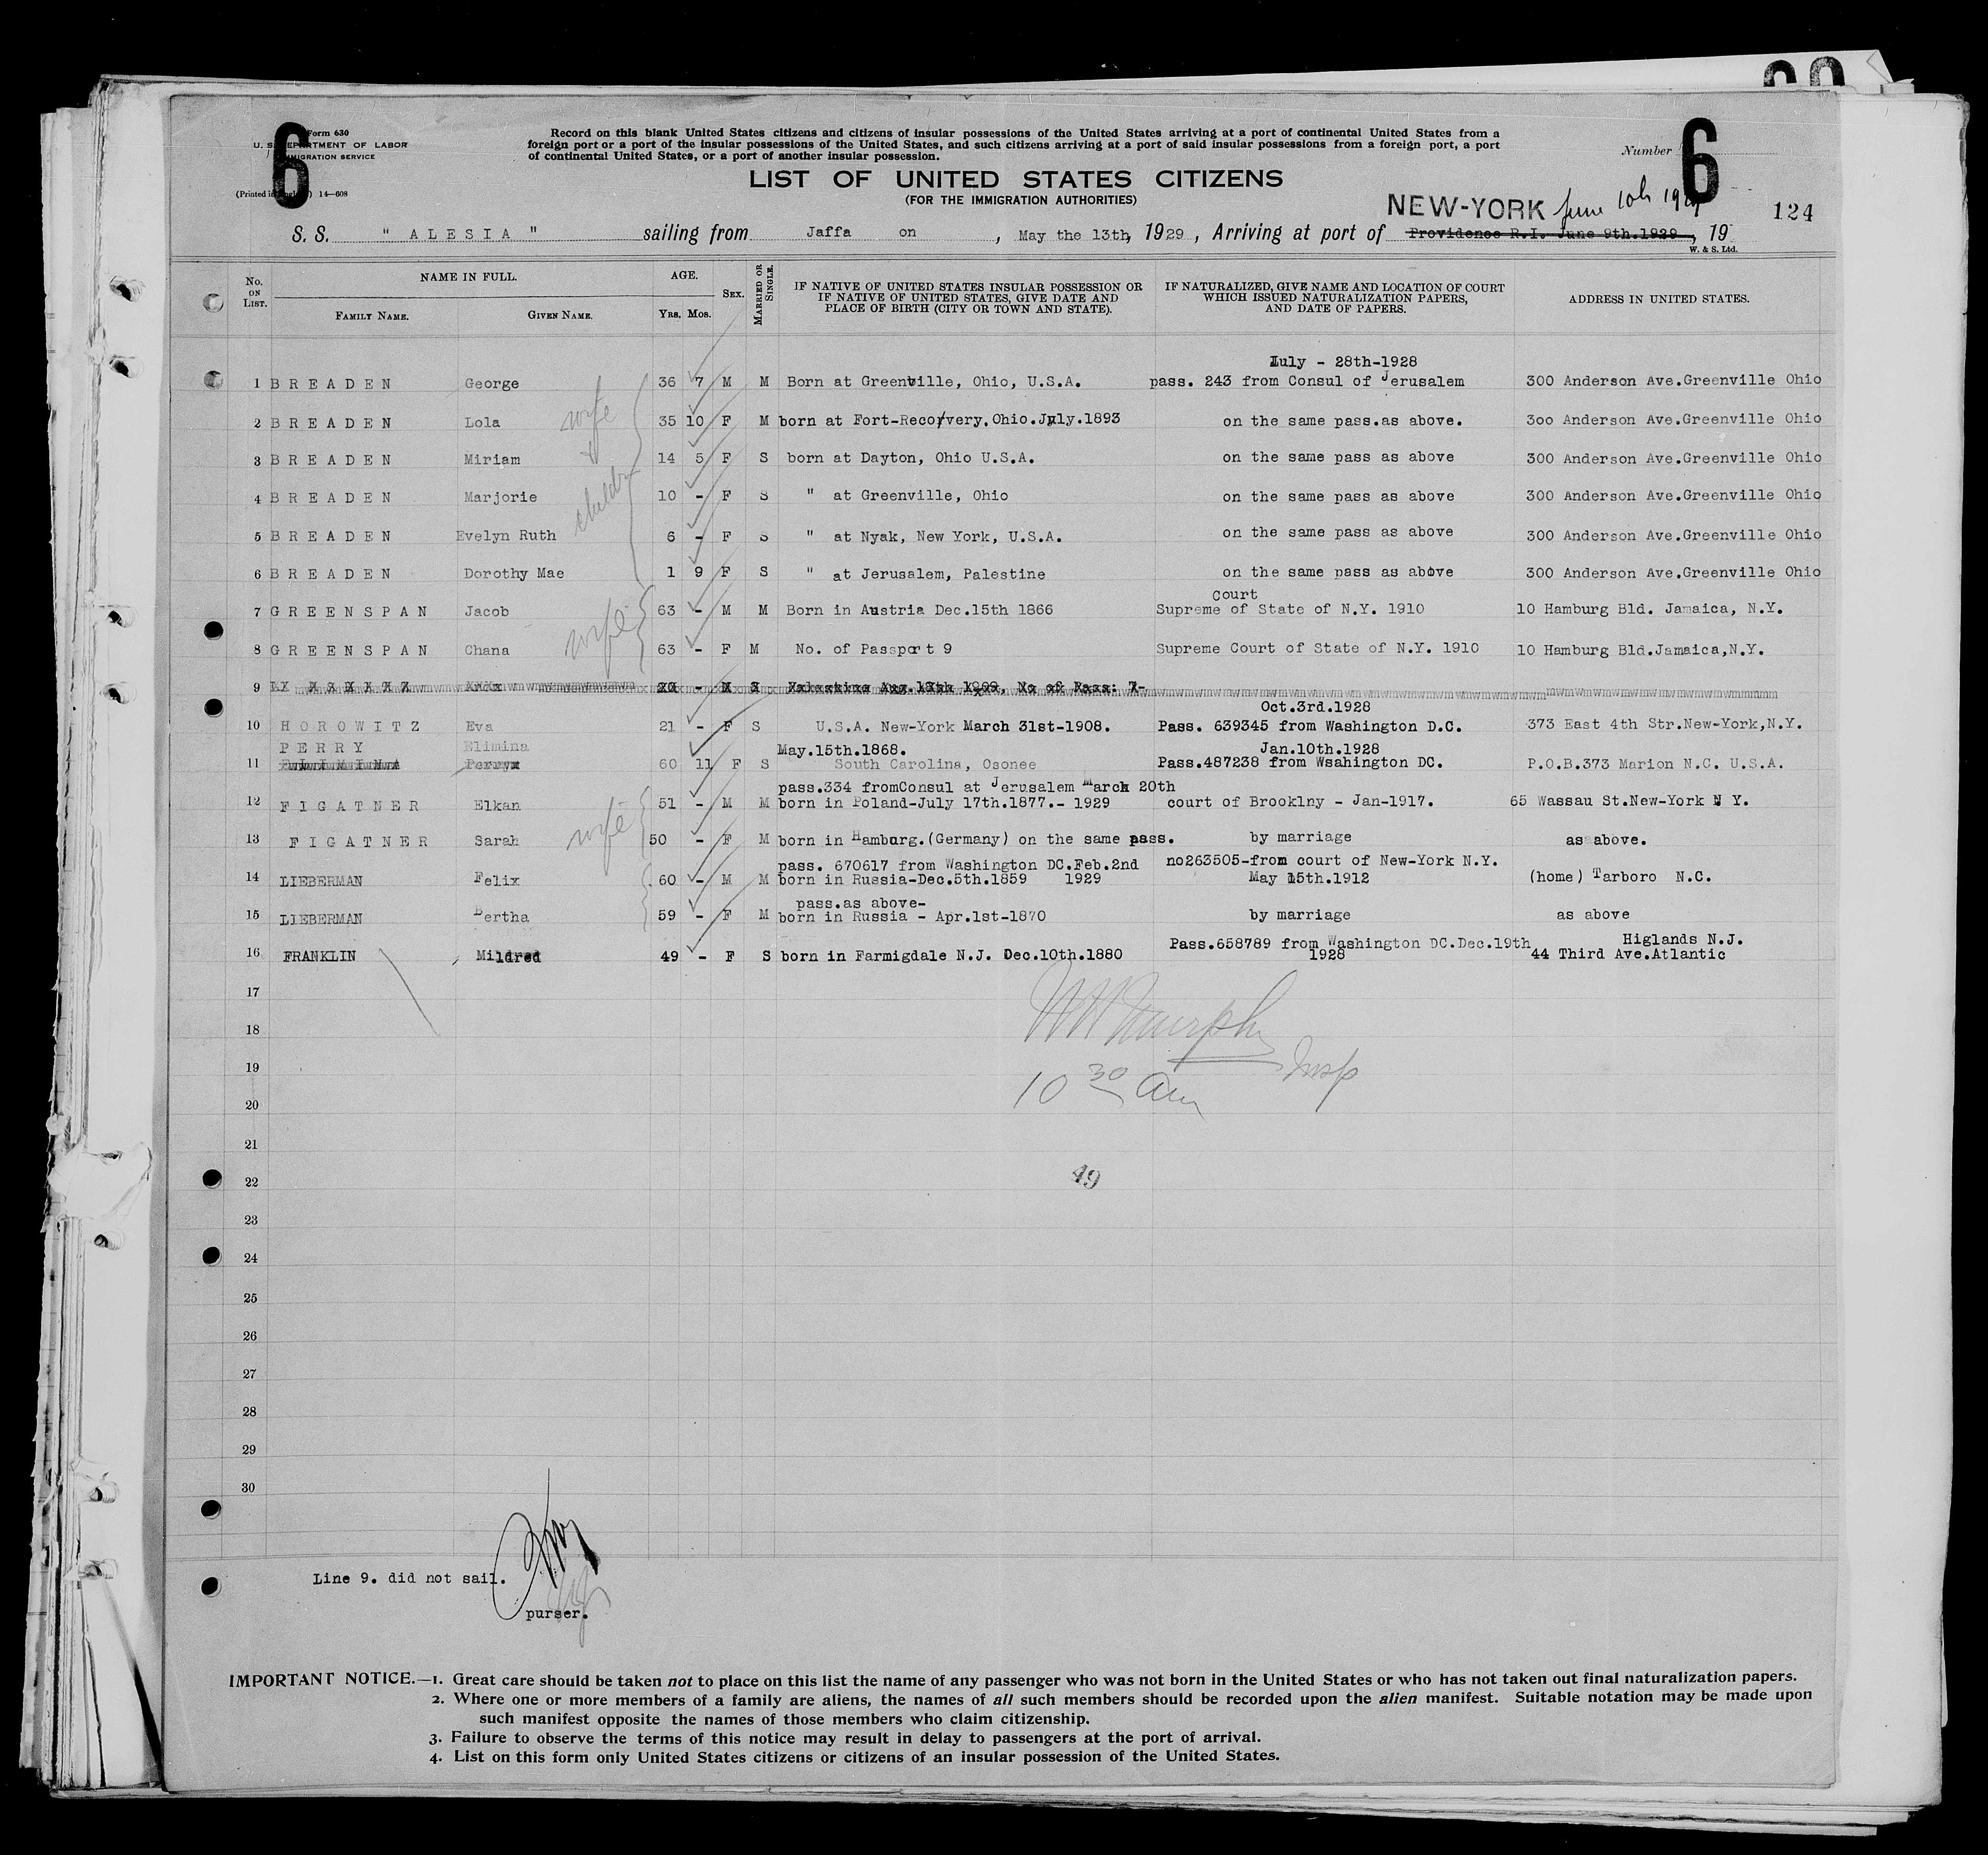 6
Form 630
U. S. DEPARTMENT OF LABOR
IMMIGRATION SERVICE
(Printed in England) 14—608
Record on this blank United States citizens and citizens of insular possessions of the United States arriving at a port of continental United States from a
foreign port or a port of the insular possessions of the United States, and such citizens arriving at a port of said insular possessions from a foreign port, a port
of continental United States, or a port of another insular possession.
Number 6
LIST OF UNITED STATES CITIZENS
(FOR THE IMMIGRATION AUTHORITIES)
NEW-YORK June 10th 1929
124
S. S. " ALESIA " sailing from Jaffa on , May the 13th, 1929 , Arriving at port of Providence R.I. June 9th.1929 , 19
W. & S. Ltd.
No. ON LIST. NAME IN FULL. AGE. SEX. MARRIED OR SINGLE. IF NATIVE OF UNITED STATES INSULAR POSSESSION OR IF NATIVE OF UNITED STATES, GIVE DATE AND PLACE OF BIRTH (CITY OR TOWN AND STATE). IF NATURALIZED, GIVE NAME AND LOCATION OF COURT WHICH ISSUED NATURALIZATION PAPERS, AND DATE OF PAPERS. ADDRESS IN UNITED STATES.
FAMILY NAME. GIVEN NAME. YRS. MOS.
July - 28th-1928
1 BREADEN George 36 7 M M Born at Greenville, Ohio, U.S.A. pass. 243 from Consul of Jerusalem 300 Anderson Ave.Greenville Ohio
2 BREADEN Lola wife 35 10 F M born at Fort-Recovery.Ohio.July.1893 on the same pass.as above. 3oo Anderson Ave.Greenville Ohio
3 BREADEN Miriam 14 5 F S born at Dayton, Ohio U.S.A. on the same pass as above 300 Anderson Ave.Greenville Ohio
4 BREADEN Marjorie 10 - F S " at Greenville, Ohio on the same pass as above 300 Anderson Ave.Greenville Ohio
5 BREADEN Evelyn Ruth 6 - F S " at Nyak, New York, U.S.A. on the same pass as above 300 Anderson Ave.Greenville Ohio
6 BREADEN Dorothy Mae 1 9 F S " at Jerusalem, Palestine on the same pass as above 300 Anderson Ave.Greenville Ohio
Court
7 GREENSPAN Jacob 63 - M M Born in Austria Dec.15th 1866 Supreme of State of N.Y. 1910 10 Hamburg Bld. Jamaica, N.Y.
8 GREENSPAN Chana wife 63 - F M No. of Passport 9 Supreme Court of State of N.Y. 1910 10 Hamburg Bld.Jamaica,N.Y.
9
Oct.3rd.1928
10 HOROWITZ Eva 21 - F S U.S.A. New-York March 31st-1908. Pass. 639345 from Washington D.C. 373 East 4th Str.New-York,N.Y.
PERRY Elimina May.15th.1868. Jan.10th.1928
11 ELIMINA Perry 60 11 F S South Carolina, Osonee Pass.487238 from Wsahington DC. P.O.B.373 Marion N.C. U.S.A.
pass.334 fromConsul at Jerusalem March 20th
12 FIGATNER Elkan 51 - M M born in Poland-July 17th.1877.- 1929 court of Brooklny - Jan-1917. 65 Wassau St.New-York N Y.
13 FIGATNER Sarah wife 50 - F M born in Hamburg.(Germany) on the same pass. by marriage as above.
pass. 670617 from Washington DC.Feb.2nd no263505-from court of New-York N.Y.
14 LIEBERMAN Felix 60 - M M born in Russia-Dec.5th.1859 1929 May 15th.1912 (home) Tarboro N.C.
pass.as above-
15 LIEBERMAN Bertha 59 - F M born in Russia - Apr.1st-1870 by marriage as above
Pass.658789 from Washington DC.Dec.19th Higlands N.J.
16 FRANKLIN Mildred 49 - F S born in Farmigdale N.J. Dec.10th.1880 1928 44 Third Ave.Atlantic
children
17
18 Murphy
19 Insp
20 10 30 am
21
22 49
23
24
25
26
27
28
29
30
Line 9. did not sail.
purser.
IMPORTANT NOTICE.—1. Great care should be taken not to place on this list the name of any passenger who was not born in the United States or who has not taken out final naturalization papers.
2. Where one or more members of a family are aliens, the names of all such members should be recorded upon the alien manifest. Suitable notation may be made upon
such manifest opposite the names of those members who claim citizenship.
3. Failure to observe the terms of this notice may result in delay to passengers at the port of arrival.
4. List on this form only United States citizens or citizens of an insular possession of the United States.